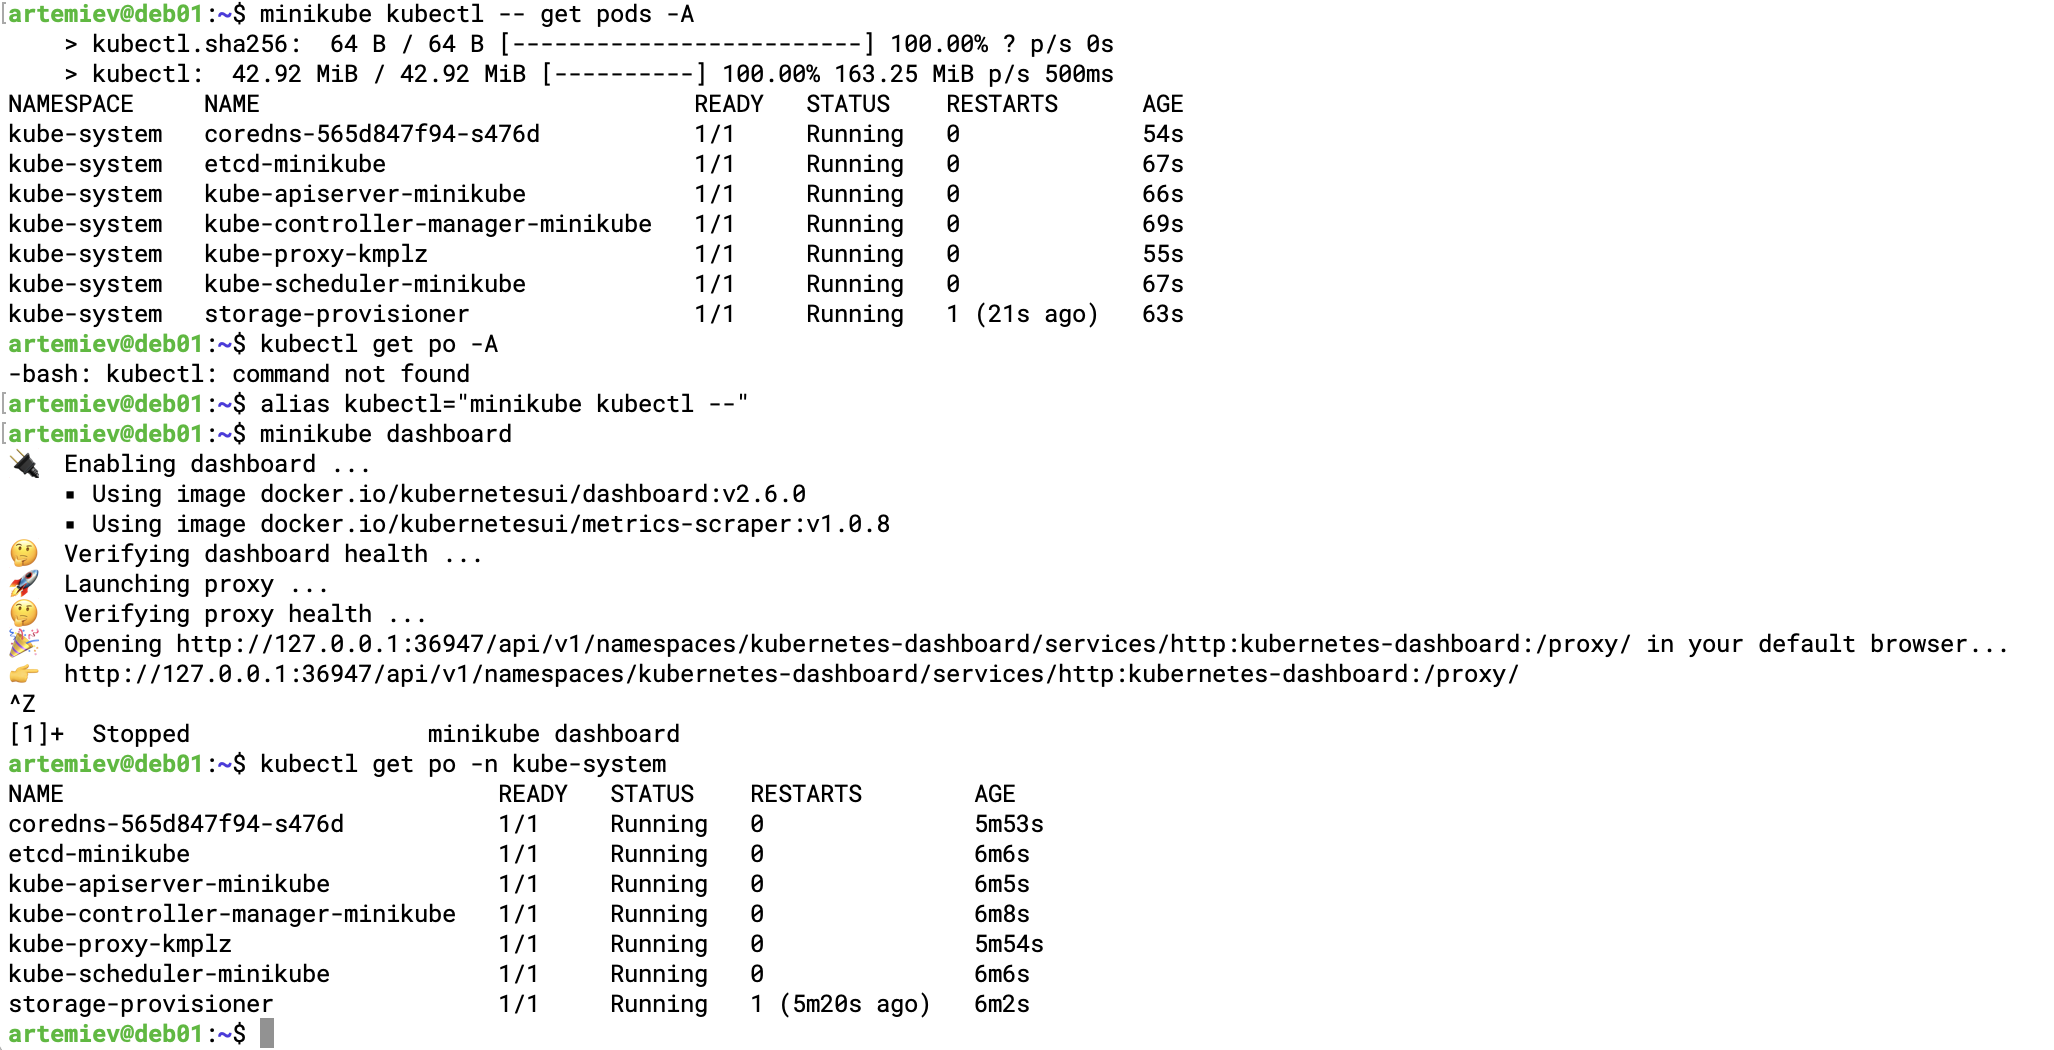 [artemiev@deb01:~$ minikube kubectl -- get pods -A
    > kubectl.sha256:  64 B / 64 B [-------------------------] 100.00% ? p/s 0s
    > kubectl:  42.92 MiB / 42.92 MiB [----------] 100.00% 163.25 MiB p/s 500ms
NAMESPACE     NAME                               READY   STATUS    RESTARTS      AGE
kube-system   coredns-565d847f94-s476d           1/1     Running   0             54s
kube-system   etcd-minikube                      1/1     Running   0             67s
kube-system   kube-apiserver-minikube            1/1     Running   0             66s
kube-system   kube-controller-manager-minikube   1/1     Running   0             69s
kube-system   kube-proxy-kmplz                   1/1     Running   0             55s
kube-system   kube-scheduler-minikube            1/1     Running   0             67s
kube-system   storage-provisioner                1/1     Running   1 (21s ago)   63s
artemiev@deb01:~$ kubectl get po -A
-bash: kubectl: command not found
[artemiev@deb01:~$ alias kubectl="minikube kubectl --"
[artemiev@deb01:~$ minikube dashboard
🔌  Enabling dashboard ...
    ▪ Using image docker.io/kubernetesui/dashboard:v2.6.0
    ▪ Using image docker.io/kubernetesui/metrics-scraper:v1.0.8
🤔  Verifying dashboard health ...
🚀  Launching proxy ...
🤔  Verifying proxy health ...
🎉  Opening http://127.0.0.1:36947/api/v1/namespaces/kubernetes-dashboard/services/http:kubernetes-dashboard:/proxy/ in your default browser...
👉  http://127.0.0.1:36947/api/v1/namespaces/kubernetes-dashboard/services/http:kubernetes-dashboard:/proxy/
^Z
[1]+  Stopped                 minikube dashboard
artemiev@deb01:~$ kubectl get po -n kube-system
NAME                               READY   STATUS    RESTARTS        AGE
coredns-565d847f94-s476d           1/1     Running   0               5m53s
etcd-minikube                      1/1     Running   0               6m6s
kube-apiserver-minikube            1/1     Running   0               6m5s
kube-controller-manager-minikube   1/1     Running   0               6m8s
kube-proxy-kmplz                   1/1     Running   0               5m54s
kube-scheduler-minikube            1/1     Running   0               6m6s
storage-provisioner                1/1     Running   1 (5m20s ago)   6m2s
artemiev@deb01:~$